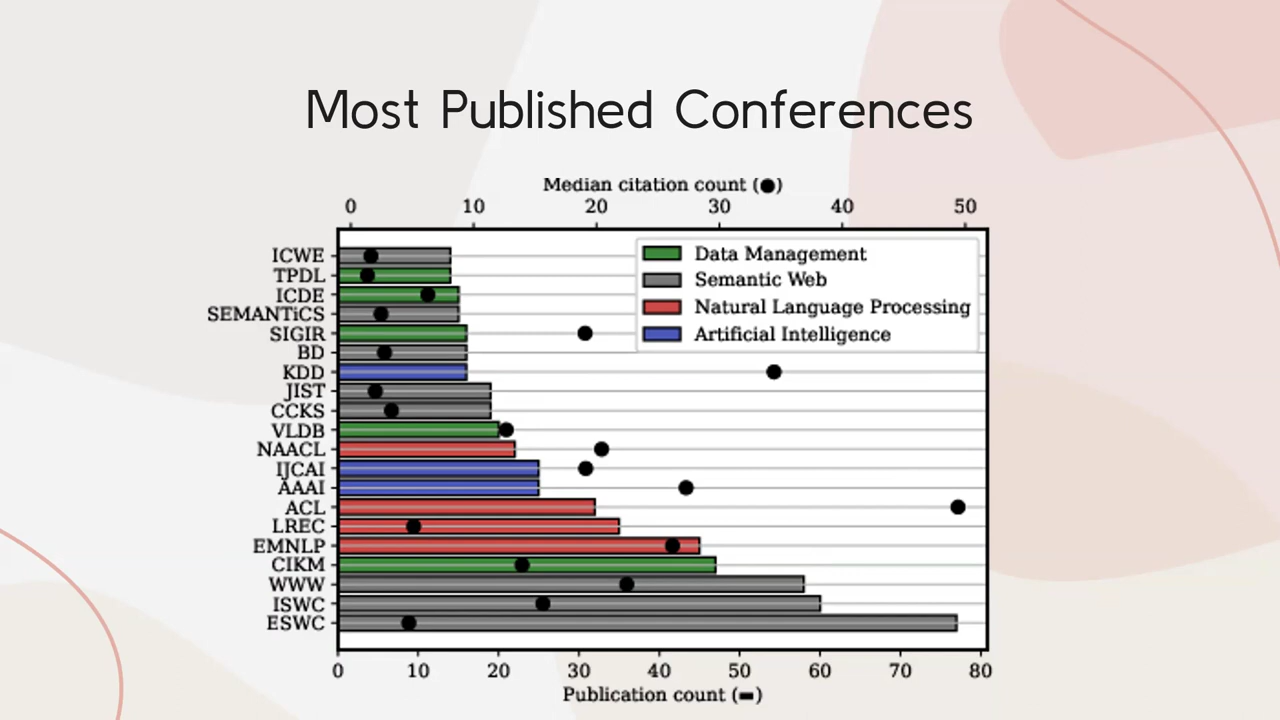 Most Published Conferences
Median citation count (●)
0 10 20 30 40 50
ICWE
TPDL
ICDE
SEMANTiCS
SIGIR
BD
KDD
JIST
CCKS
VLDB
NAACL
IJCAI
AAAI
ACL
LREC
EMNLP
CIKM
WWW
ISWC
ESWC
Data Management
Semantic Web
Natural Language Processing
Artificial Intelligence
0 10 20 30 40 50 60 70 80
Publication count (▬)